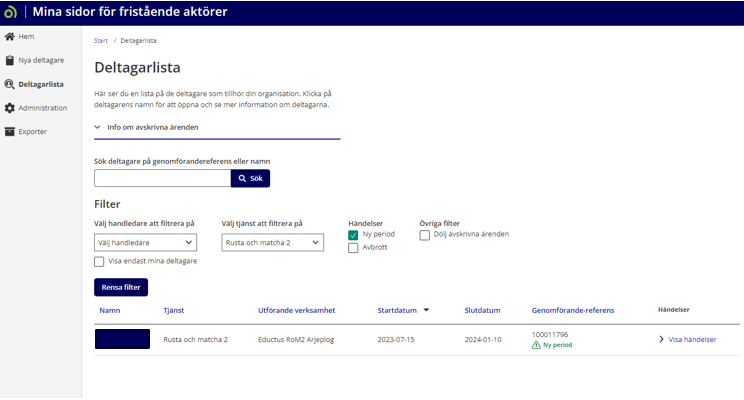 Mina sidor för fristående aktörer
Hem
Nya deltagare
Deltagarlista
Administration
Exporter
Start / Deltagarlista
Deltagarlista
Här ser du en lista på de deltagare som tillhör din organisation. Klicka på
deltagarens namn för att öppna och se mer information om deltagarna.
Info om avskrivna ärenden
Sök deltagare på genomförandereferens eller namn
Sök
Filter
Välj handledare att filtrera på
Välj handledare
Visa endast mina deltagare
Välj tjänst att filtrera på
Rusta och matcha 2
Händelser
Ny period
Avbrott
Övriga filter
Dölj avskrivna ärenden
Rensa filter
Namn Tjänst Utförande verksamhet Startdatum Slutdatum Genomförande-referens Händelser
Rusta och matcha 2 Eductus RoM2 Arjeplog 2023-07-15 2024-01-10 100011796 Visa händelser
Ny period